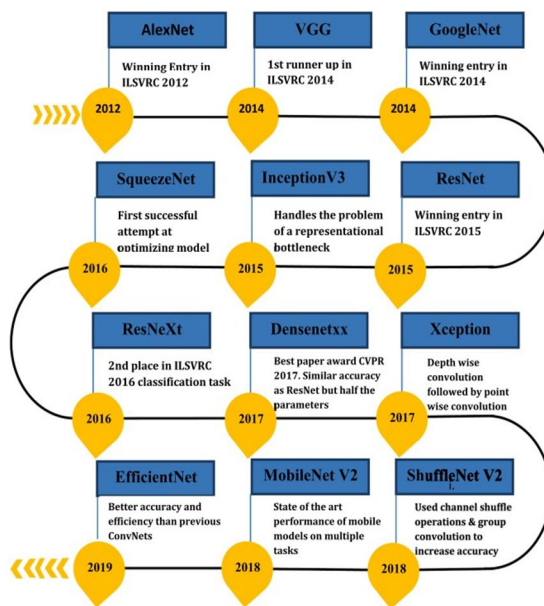 AlexNet
Winning Entry in
ILSVRC 2012
2012
VGG
1st runner up in
ILSVRC 2014
2014
GoogleNet
Winning entry in
ILSVRC 2014
2014
ResNet
Winning entry in
ILSVRC 2015
2015
InceptionV3
Handles the problem
of a representational
bottleneck
2015
SqueezeNet
First successful
attempt at
optimizing model
2016
ResNeXt
2nd place in ILSVRC
2016 classification task
2016
Densenetxx
Best paper award CVPR
2017. Similar accuracy
as ResNet but half the
parameters
2017
Xception
Depth wise
convolution
followed by point
wise convolution
2017
ShuffleNet V2
Used channel shuffle
operations & group
convolution to
increase accuracy
2018
MobileNet V2
State of the art
performance of mobile
models on multiple
tasks
2018
EfficientNet
Better accuracy and
efficiency than previous
ConvNets
2019